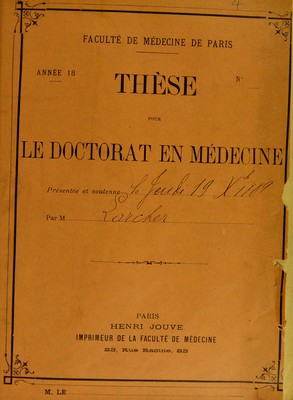 FACULTÉ DE MÉDECINE DE PARIS
ANNÉE 18 N°
THÈSE
POUR
LE DOCTORAT EN MÉDECINE
Présentée et soutenue le Jeudi 19
Par M Larcher
PARIS
HENRI JOUVE
IMPRIMEUR DE LA FACULTÉ DE MÉDECINE
23, Rue Racine, 23
M. LE